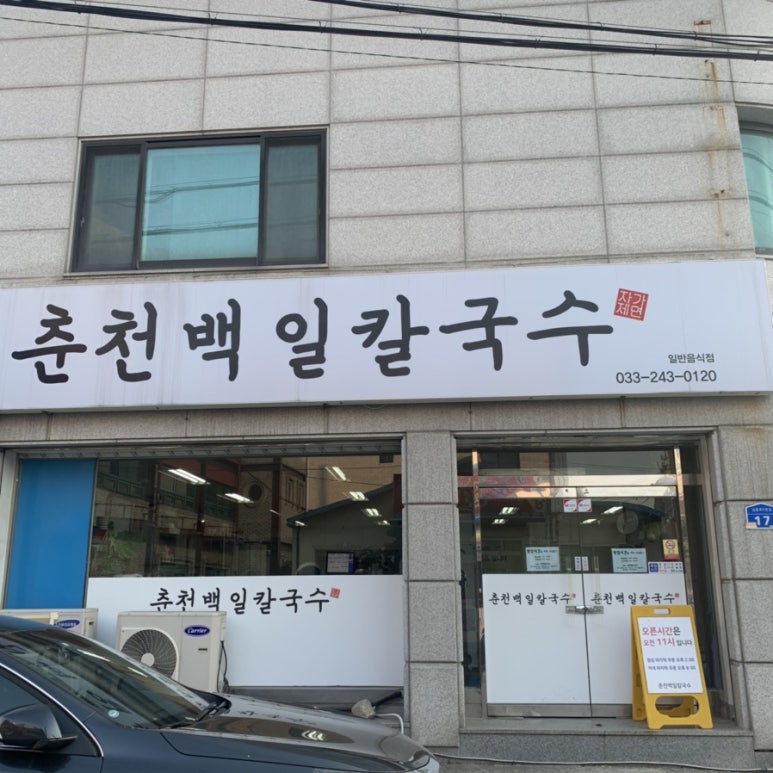 춘천백일칼국수
자가
제면
일반음식점
033-243-0120
춘천백일칼국수
춘천백일칼국수
춘천백일칼국수
Carrier
17
오픈시간은
오전 11시 입니다
춘천백일칼국수